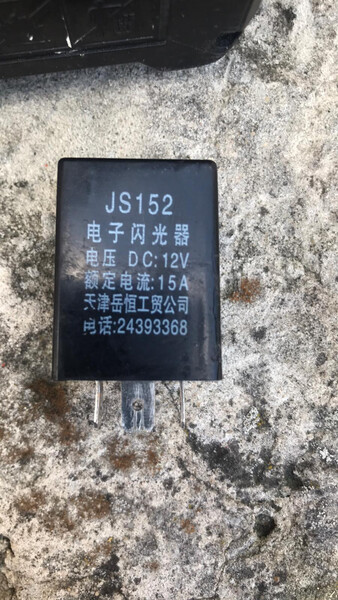 JS152
电子闪光器
电压 DC:12V
额定电流:15A
天津岳恒工贸公司
电话:24393368